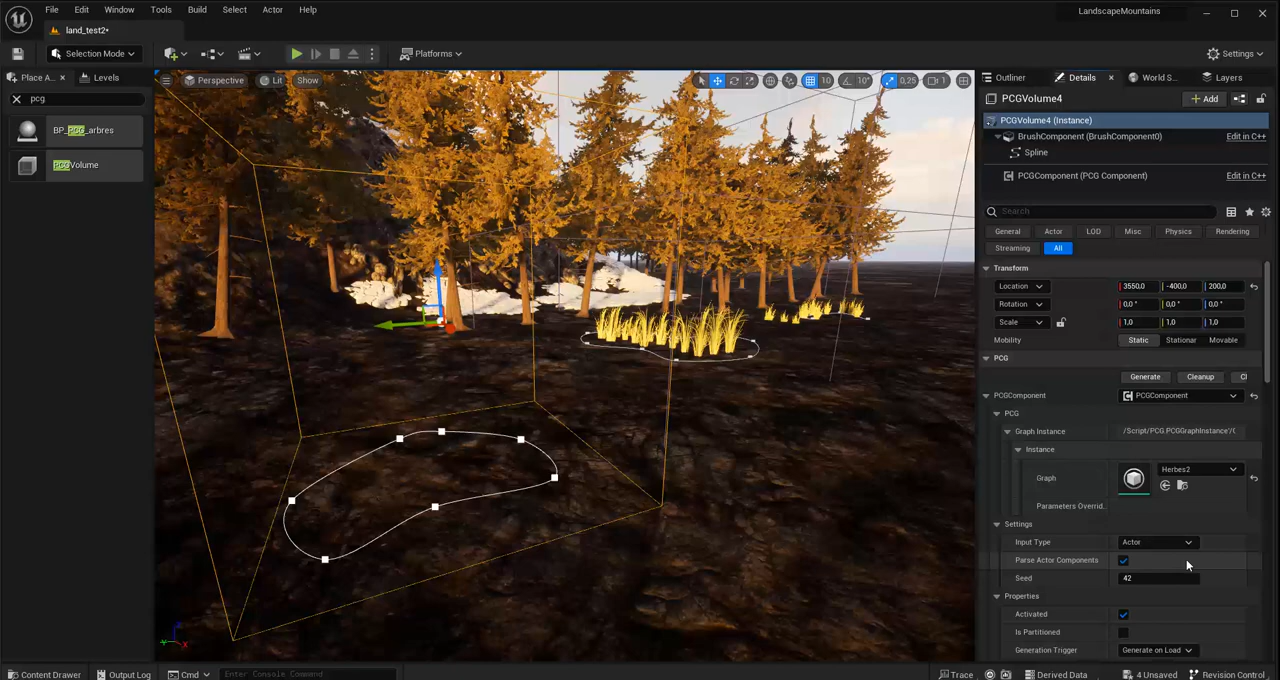 File Edit Window Tools Build Select Actor Help
LandscapeMountains
land_test2•
Selection Mode
Platforms
Settings
Place A...
Levels
pcg
BP_PCG_arbres
PCGVolume
Perspective
Lit
Show
10
10°
0,25
1
Outliner
Details
World S...
Layers
PCGVolume4
Add
PCGVolume4 (Instance)
BrushComponent (BrushComponent0)
Edit in C++
Spline
PCGComponent (PCG Component)
Edit in C++
Search
General Actor LOD Misc Physics Rendering
Streaming All
Transform
Location 3550,0 -400,0 200,0
Rotation 0,0 ° 0,0 ° 0,0 °
Scale 1,0 1,0 1,0
Mobility Static Stationar Movable
PCG
Generate Cleanup Cl
PCGComponent PCGComponent
PCG
Graph Instance /Script/PCG.PCGGraphInstance'/(
Instance
Graph Herbes2
Parameters Overrid.
Settings
Input Type Actor
Parse Actor Components
Seed 42
Properties
Activated
Is Partitioned
Generation Trigger Generate on Load
Content Drawer
Output Log
Cmd
Enter Console Command
Trace
Derived Data
4 Unsaved
Revision Control